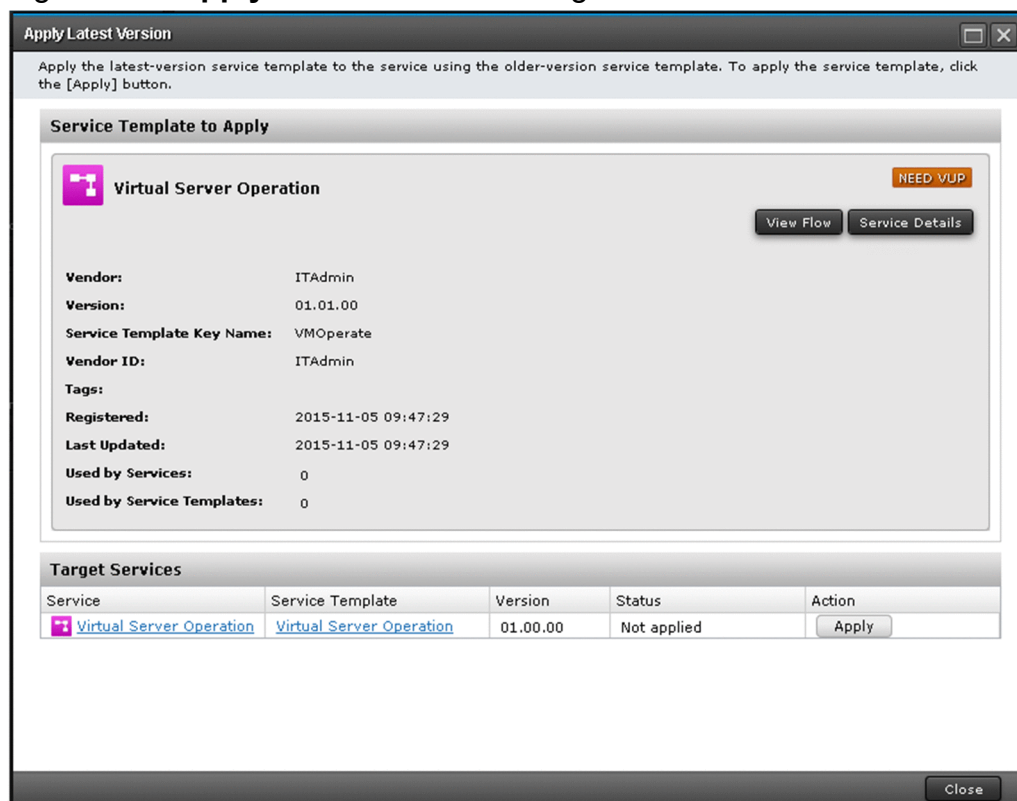 Apply
Apply Latest Version
Apply the latest-version service template to the service using the older-version service template. To apply the service template, click
the [Apply] button.
Service Template to Apply
Virtual Server Operation
NEED VUP
View Flow Service Details
Vendor: ITAdmin
Version: 01.01.00
Service Template Key Name: VMOperate
Vendor ID: ITAdmin
Tags:
Registered: 2015-11-05 09:47:29
Last Updated: 2015-11-05 09:47:29
Used by Services: 0
Used by Service Templates: 0
Target Services
Service Service Template Version Status Action
Virtual Server Operation Virtual Server Operation 01.00.00 Not applied Apply
Close